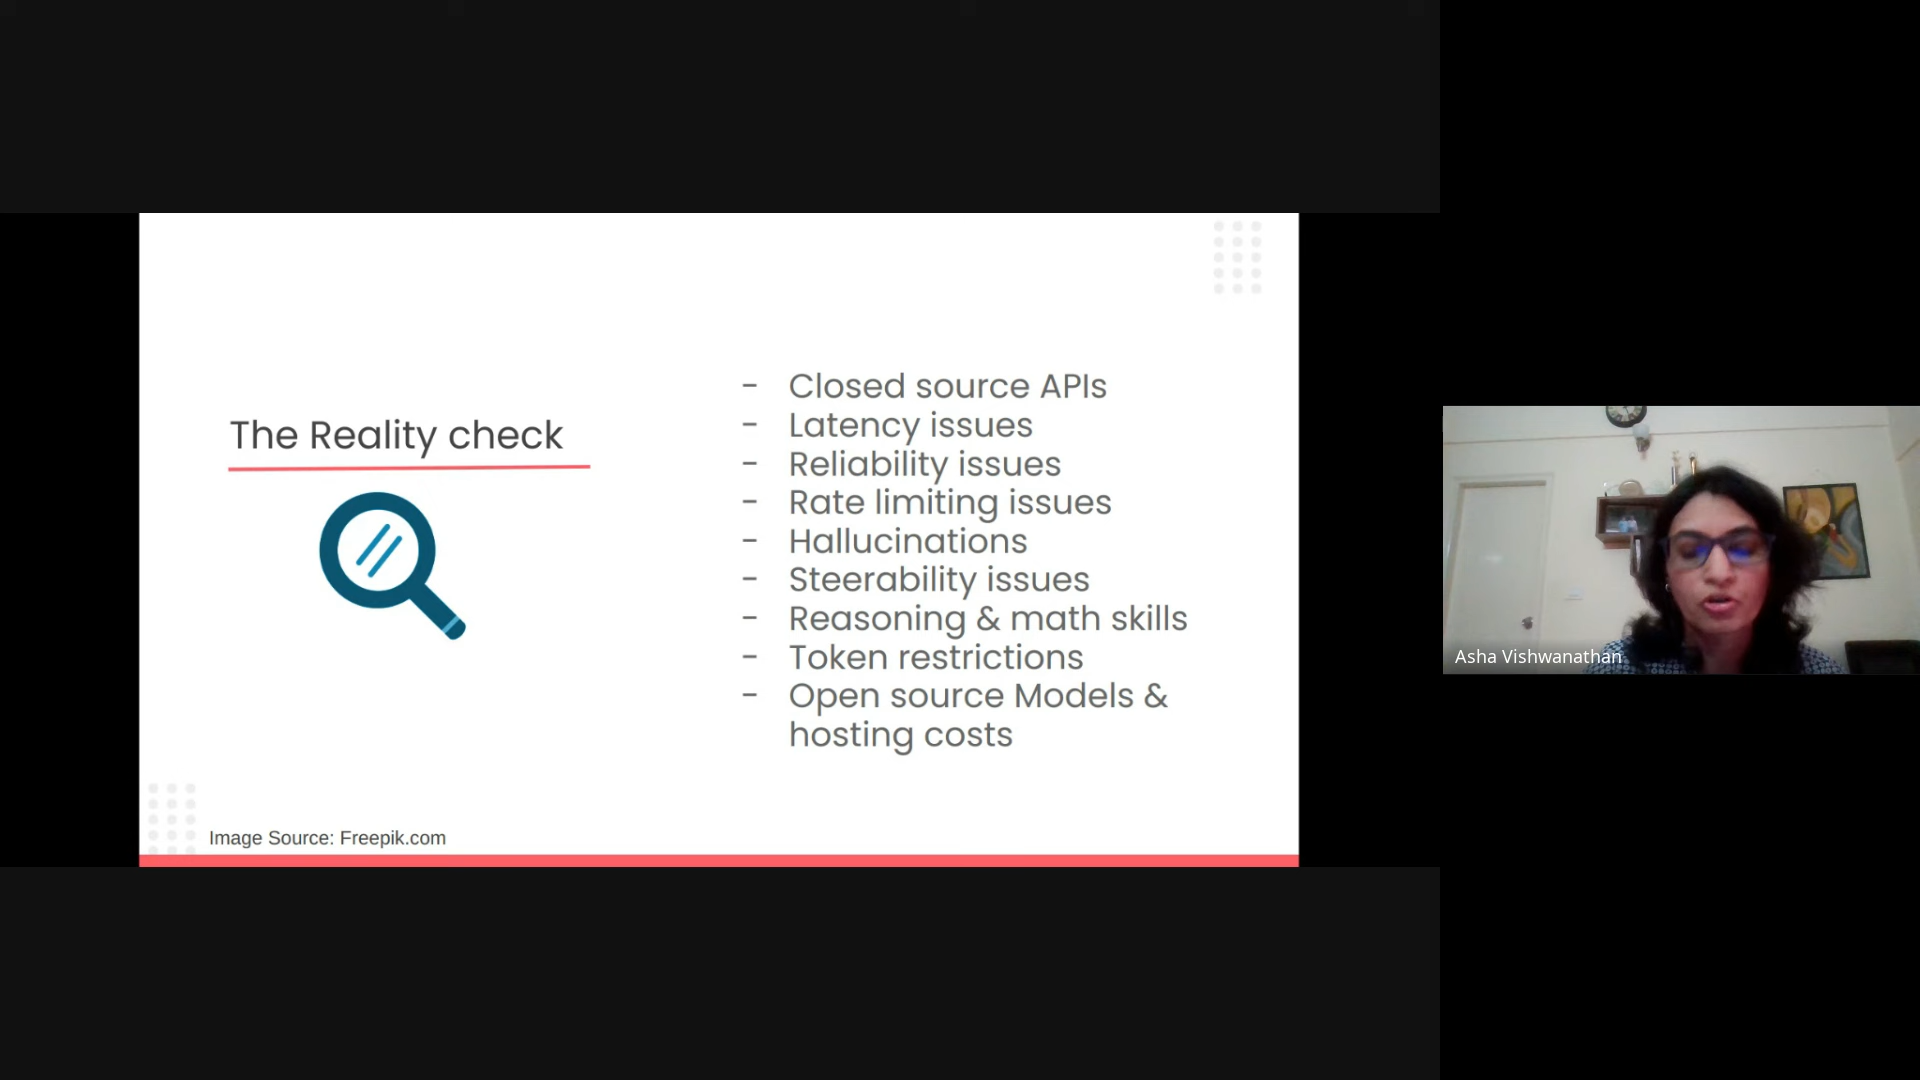 The Reality check
- Closed source APIs
- Latency issues
- Reliability issues
- Rate limiting issues
- Hallucinations
- Steerability issues
- Reasoning & math skills
- Token restrictions
- Open source Models &
hosting costs
Image Source: Freepik.com
Asha Vishwanathan